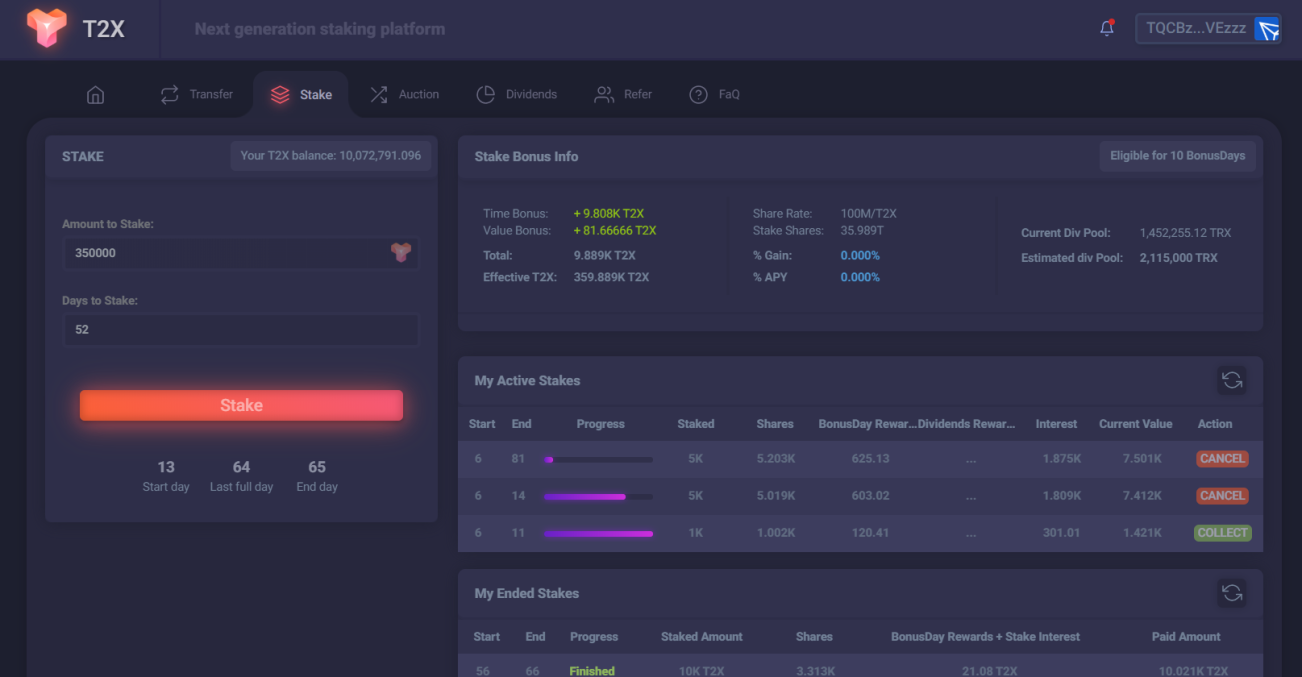 T2X
Next generation staking platform
TQCBz...VEzzz
Transfer
Stake
Auction
Dividends
Refer
FaQ
STAKE
Your T2X balance: 10,072,791.096
Amount to Stake:
350000
Days to Stake:
52
Stake
13 64 65
Start day Last full day End day
Stake Bonus Info
Eligible for 10 BonusDays
Time Bonus: + 9.808K T2X
Value Bonus: + 81.66666 T2X
Total: 9.889K T2X
Effective T2X: 359.889K T2X
Share Rate: 100M/T2X
Stake Shares: 35.989T
% Gain: 0.000%
% APY 0.000%
Current Div Pool: 1,452,255.12 TRX
Estimated div Pool: 2,115,000 TRX
My Active Stakes
Start End Progress Staked Shares BonusDay Rewar... Dividends Rewar... Interest Current Value Action
6 81 5K 5.203K 625.13 ... 1.875K 7.501K CANCEL
6 14 5K 5.019K 603.02 ... 1.809K 7.412K CANCEL
6 11 1K 1.002K 120.41 ... 301.01 1.421K COLLECT
My Ended Stakes
Start End Progress Staked Amount Shares BonusDay Rewards + Stake Interest Paid Amount
56 66 Finished 10K T2X 3.313K 21.08 T2X 10.021K T2X